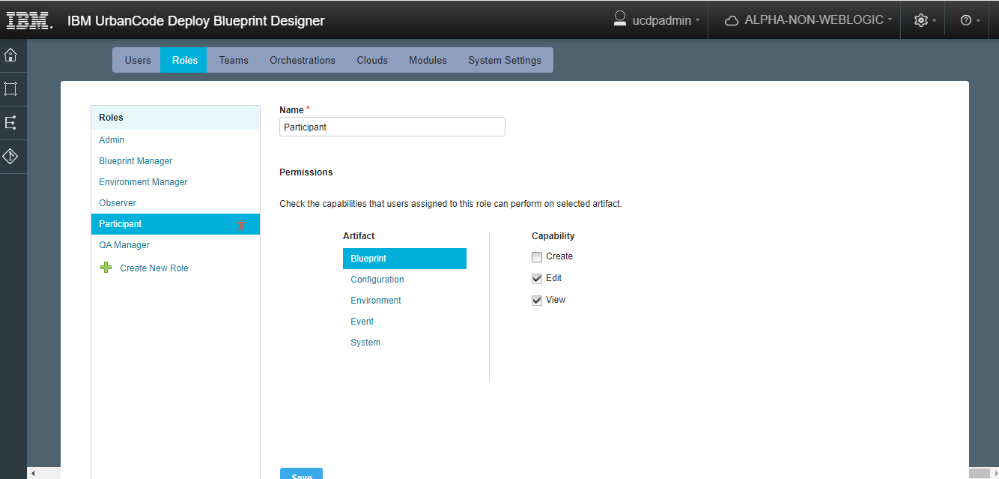 IBM. IBM UrbanCode Deploy Blueprint Designer ucdpadmin ALPHA-NON-WEBLOGIC
Users Roles Teams Orchestrations Clouds Modules System Settings
Roles
Admin
Blueprint Manager
Environment Manager
Observer
Participant
QA Manager
Create New Role
Name *
Participant
Permissions
Check the capabilities that users assigned to this role can perform on selected artifact.
Artifact
Blueprint
Configuration
Environment
Event
System
Capability
Create
Edit
View
Save